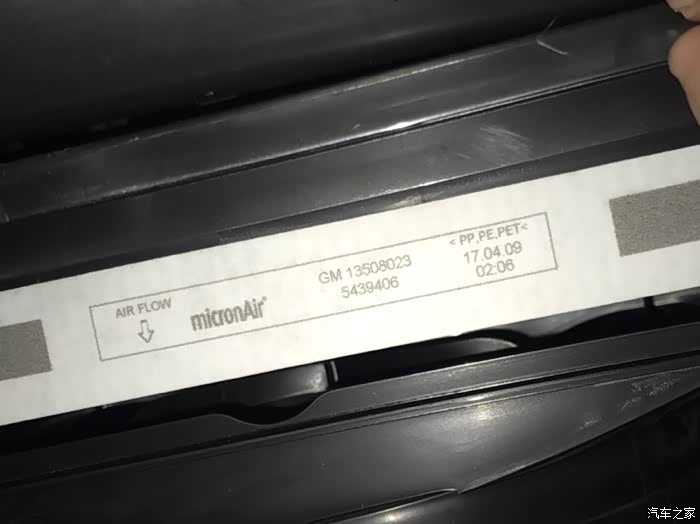 AIR FLOW
micronAir®
GM 13508023
5439406
< PP,PE,PET<
17.04.09
02:06
汽车之家